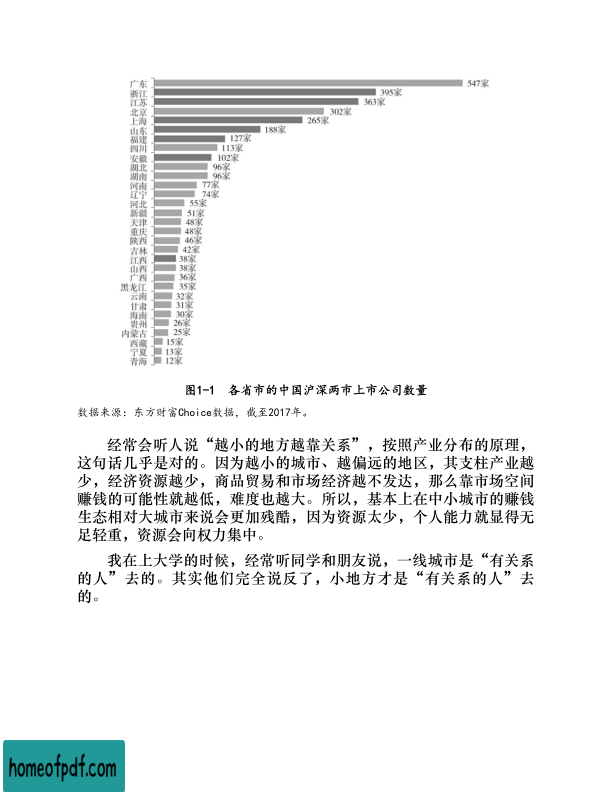 广东 547家
浙江 395家
江苏 363家
北京 302家
上海 265家
山东 188家
福建 127家
四川 113家
安徽 102家
湖北 96家
湖南 96家
河南 77家
辽宁 74家
河北 55家
新疆 51家
天津 48家
重庆 48家
陕西 46家
吉林 42家
江西 38家
山西 38家
广西 36家
黑龙江 35家
云南 32家
甘肃 31家
海南 30家
贵州 26家
内蒙古 25家
西藏 15家
宁夏 13家
青海 12家
图1-1 各省市的中国沪深两市上市公司数量
数据来源：东方财富Choice数据，截至2017年。
经常会听人说“越小的地方越靠关系”，按照产业分布的原理，
这句话几乎是对的。因为越小的城市、越偏远的地区，其支柱产业越
少，经济资源越少，商品贸易和市场经济越不发达，那么靠市场空间
赚钱的可能性就越低，难度也越大。所以，基本上在中小城市的赚钱
生态相对大城市来说会更加残酷，因为资源太少，个人能力就显得无
足轻重，资源会向权力集中。
我在上大学的时候，经常听同学和朋友说，一线城市是“有关系
的人”去的。其实他们完全说反了，小地方才是“有关系的人”去
的。
homeofpdf.com